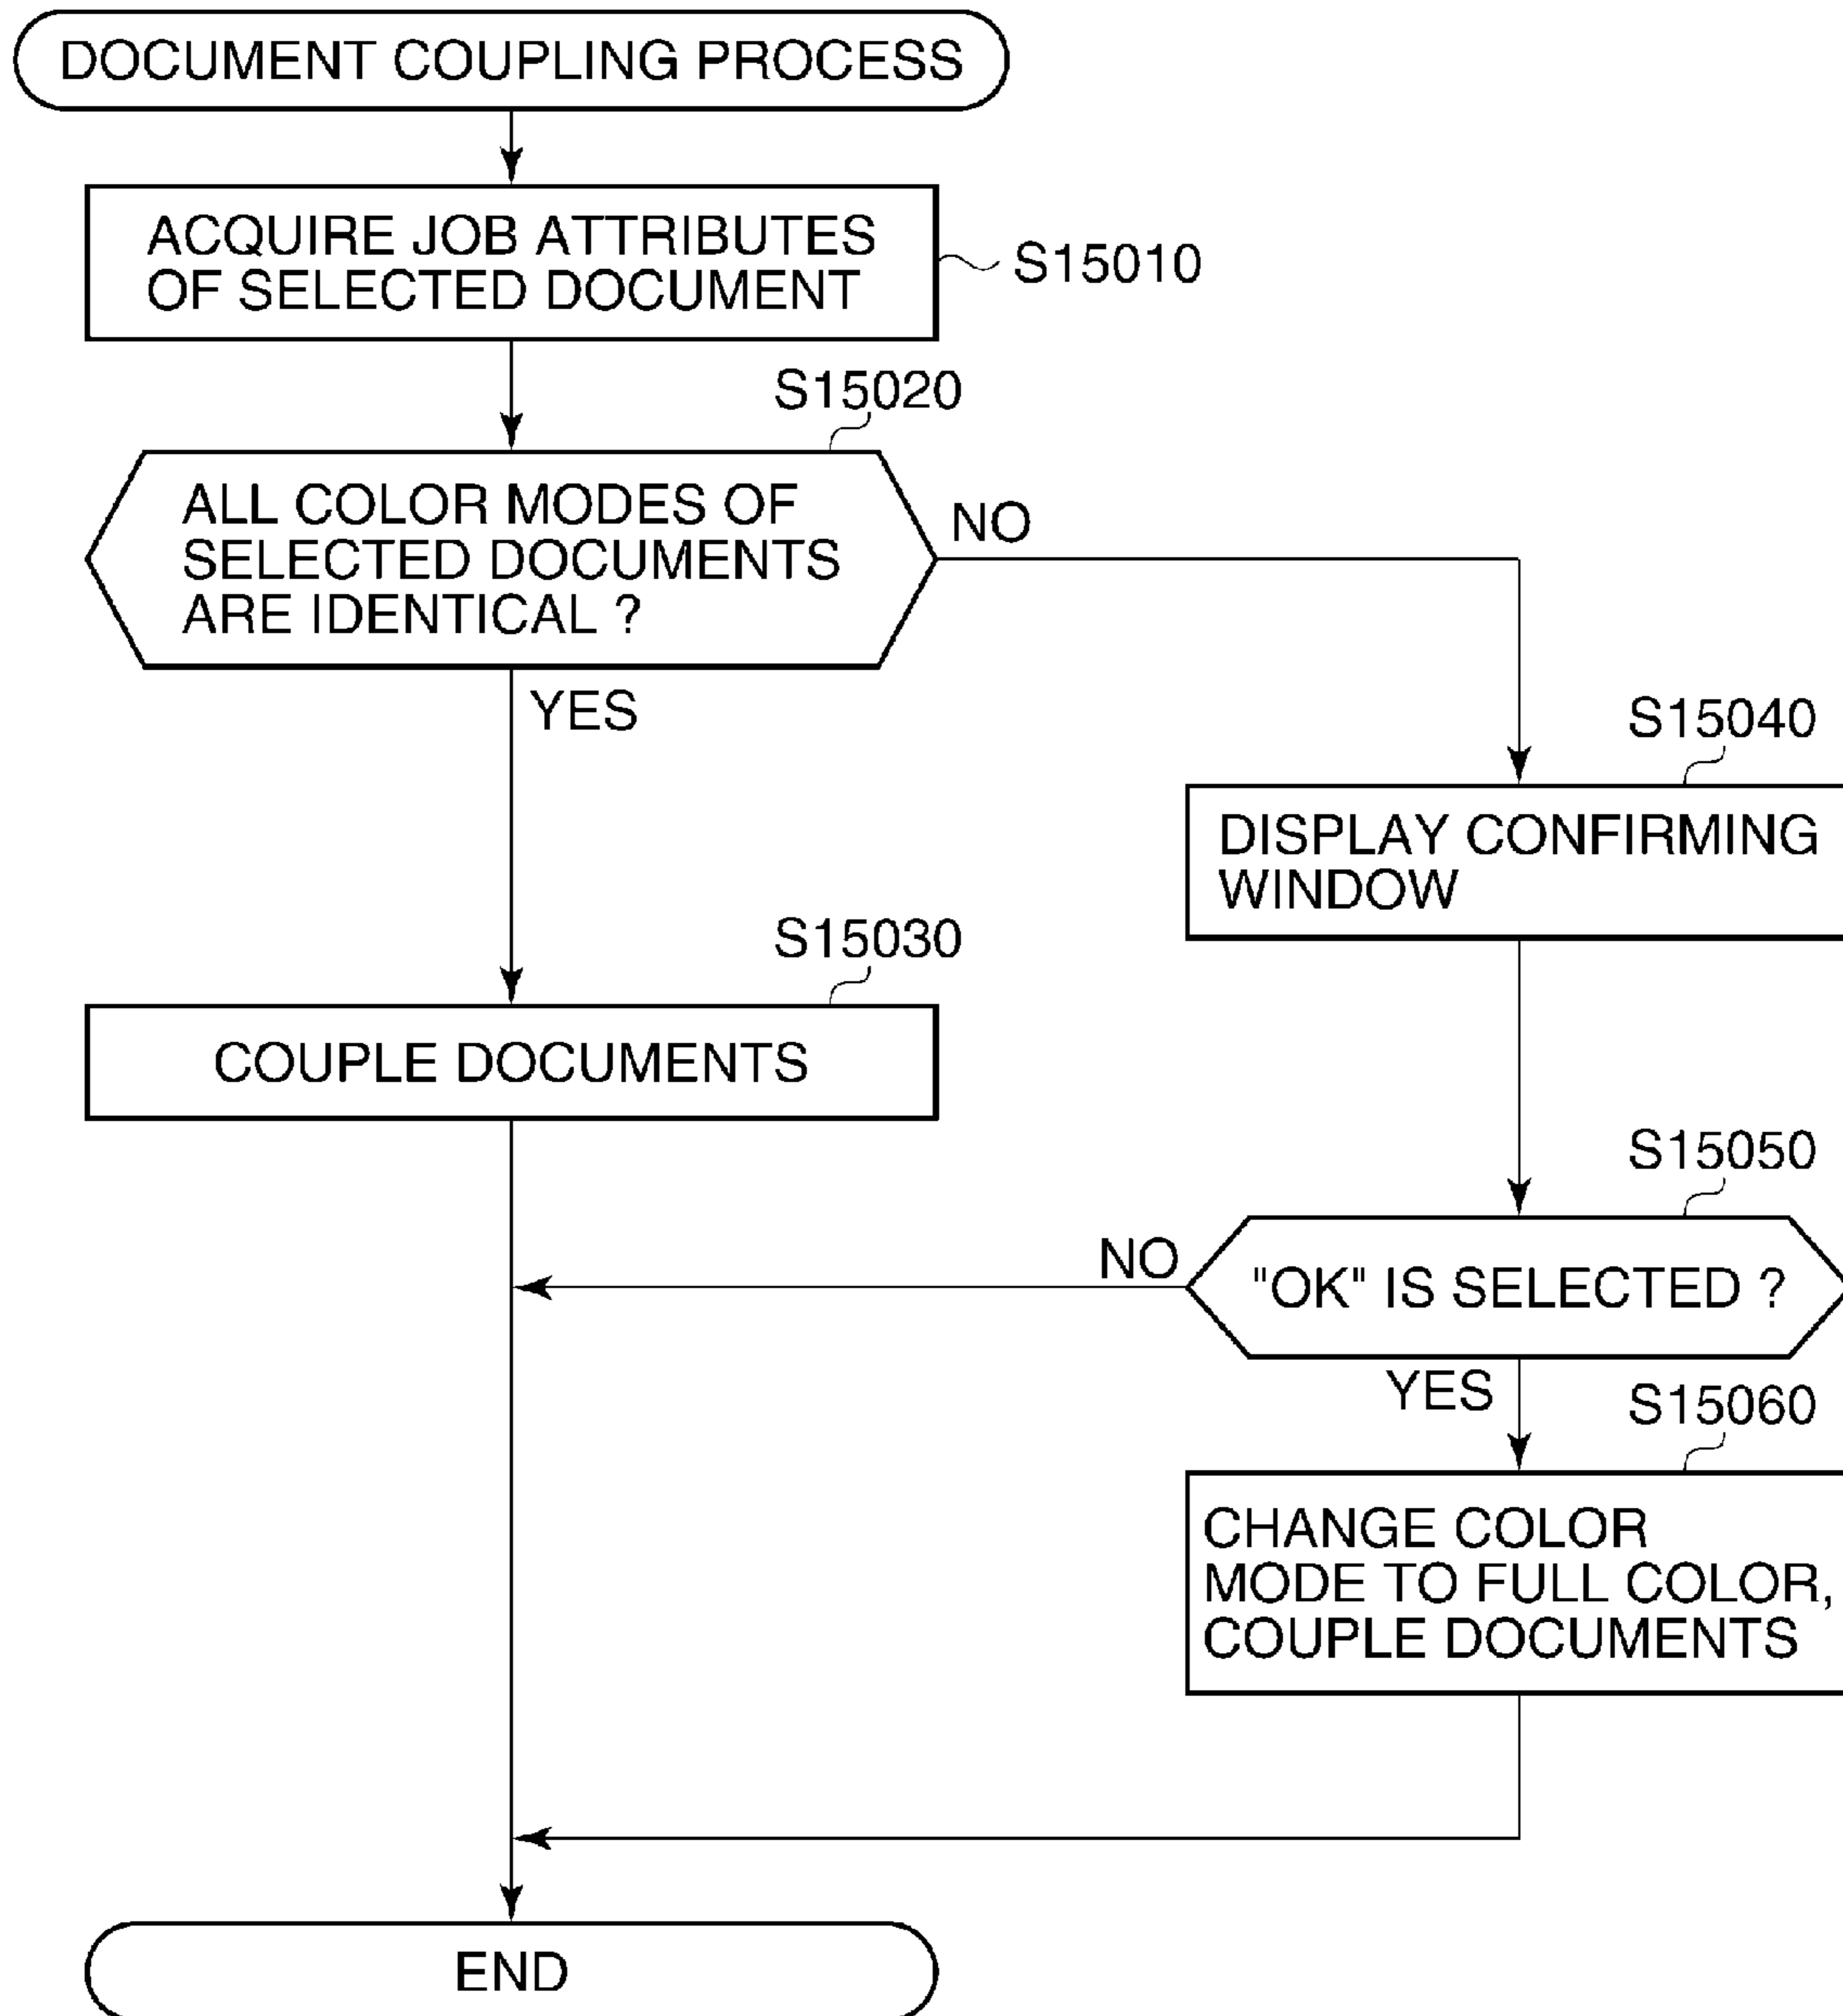 DOCUMENT COUPLING PROCESS
ACQUIRE JOB ATTRIBUTES
OF SELECTED DOCUMENT
S15010
S15020
ALL COLOR MODES OF
SELECTED DOCUMENTS
ARE IDENTICAL ?
NO
YES
S15040
DISPLAY CONFIRMING
WINDOW
S15030
COUPLE DOCUMENTS
S15050
NO
"OK" IS SELECTED ?
YES
S15060
CHANGE COLOR
MODE TO FULL COLOR,
COUPLE DOCUMENTS
END